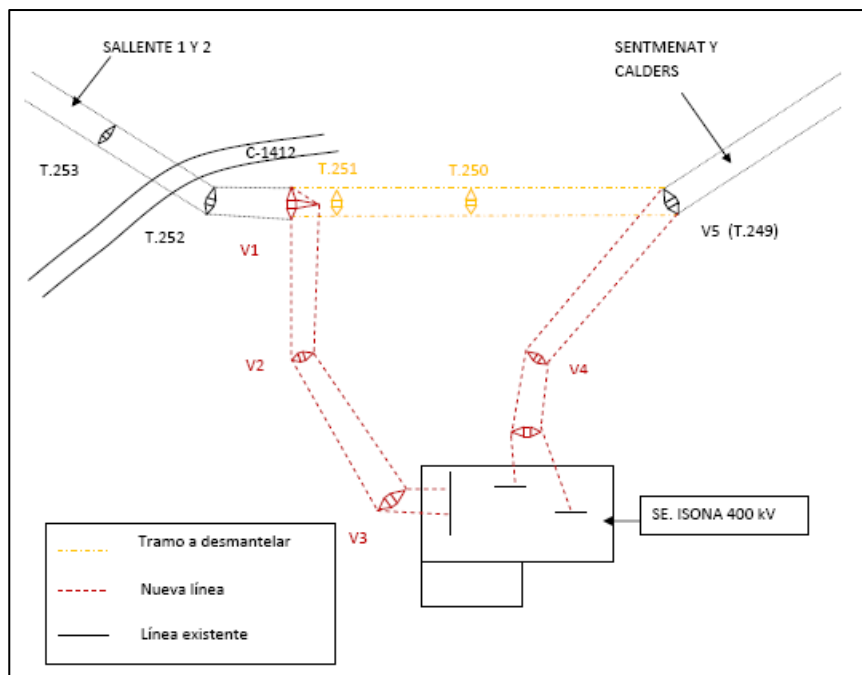 SALLENTE 1 Y 2
SENTMENAT Y
CALDERS
C-1412
T.253
T.251
T.250
T.252
V1
V5 (T.249)
V2
V4
V3
SE. ISONA 400 kV
Tramo a desmantelar
Nueva línea
Línea existente